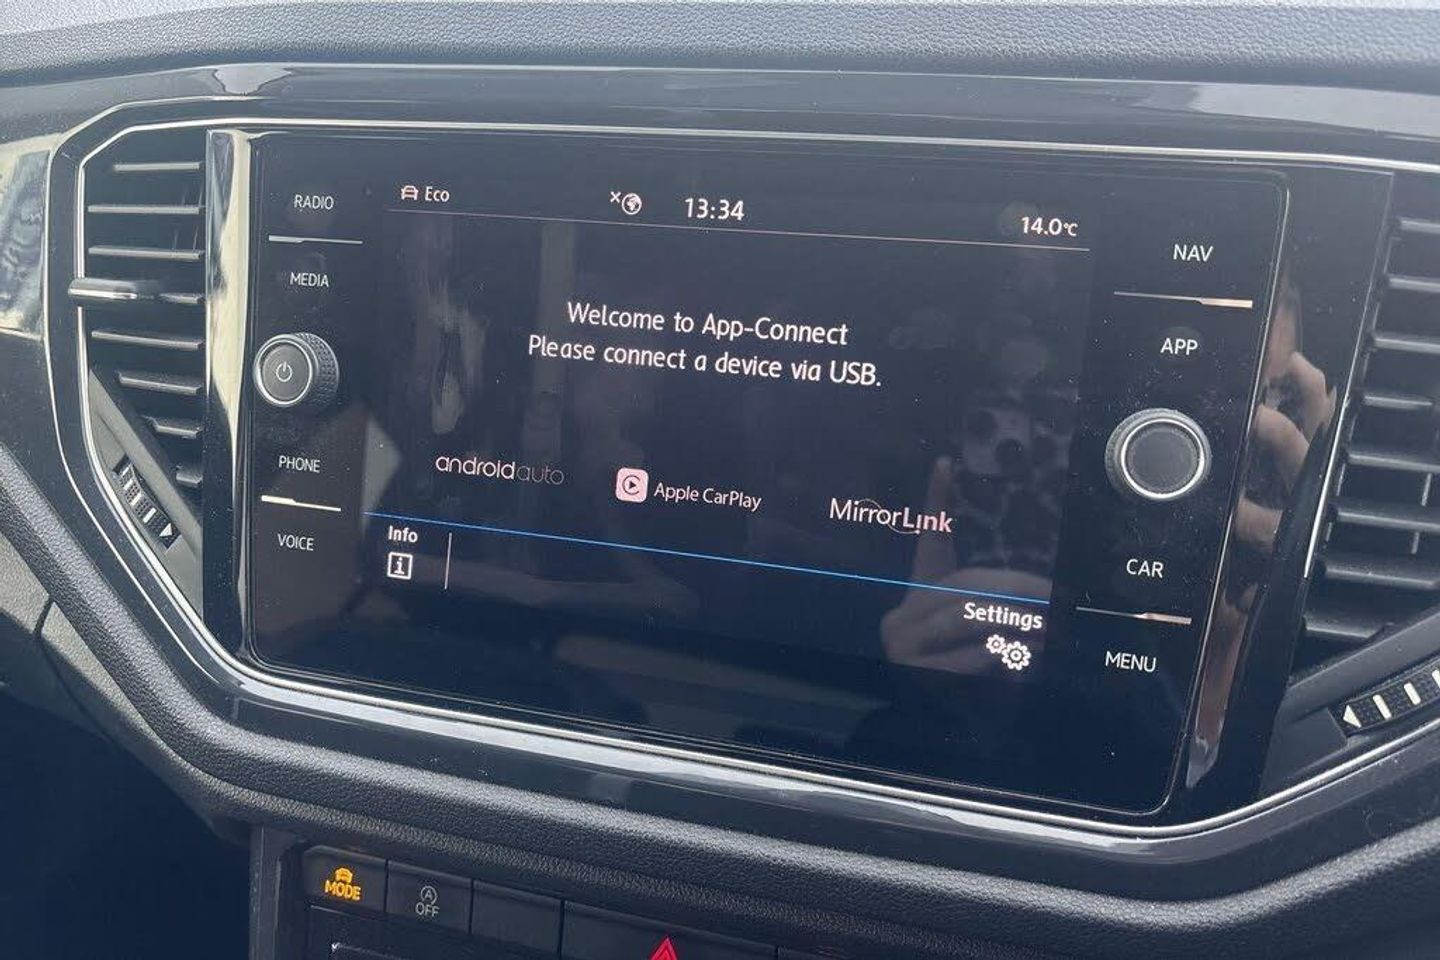 RADIO
MEDIA
PHONE
VOICE
Eco
13:34
14.0°C
Welcome to App-Connect
Please connect a device via USB.
androidauto
Apple CarPlay
MirrorLink
Info
Settings
NAV
APP
CAR
MENU
MODE
A
OFF